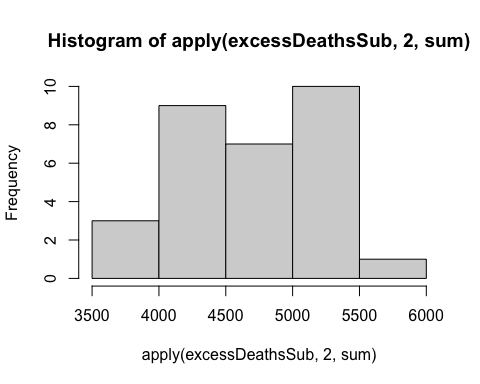 Histogram of apply(excessDeathsSub, 2, sum)
Frequency
10
8
6
4
2
0
3500 4000 4500 5000 5500 6000
apply(excessDeathsSub, 2, sum)